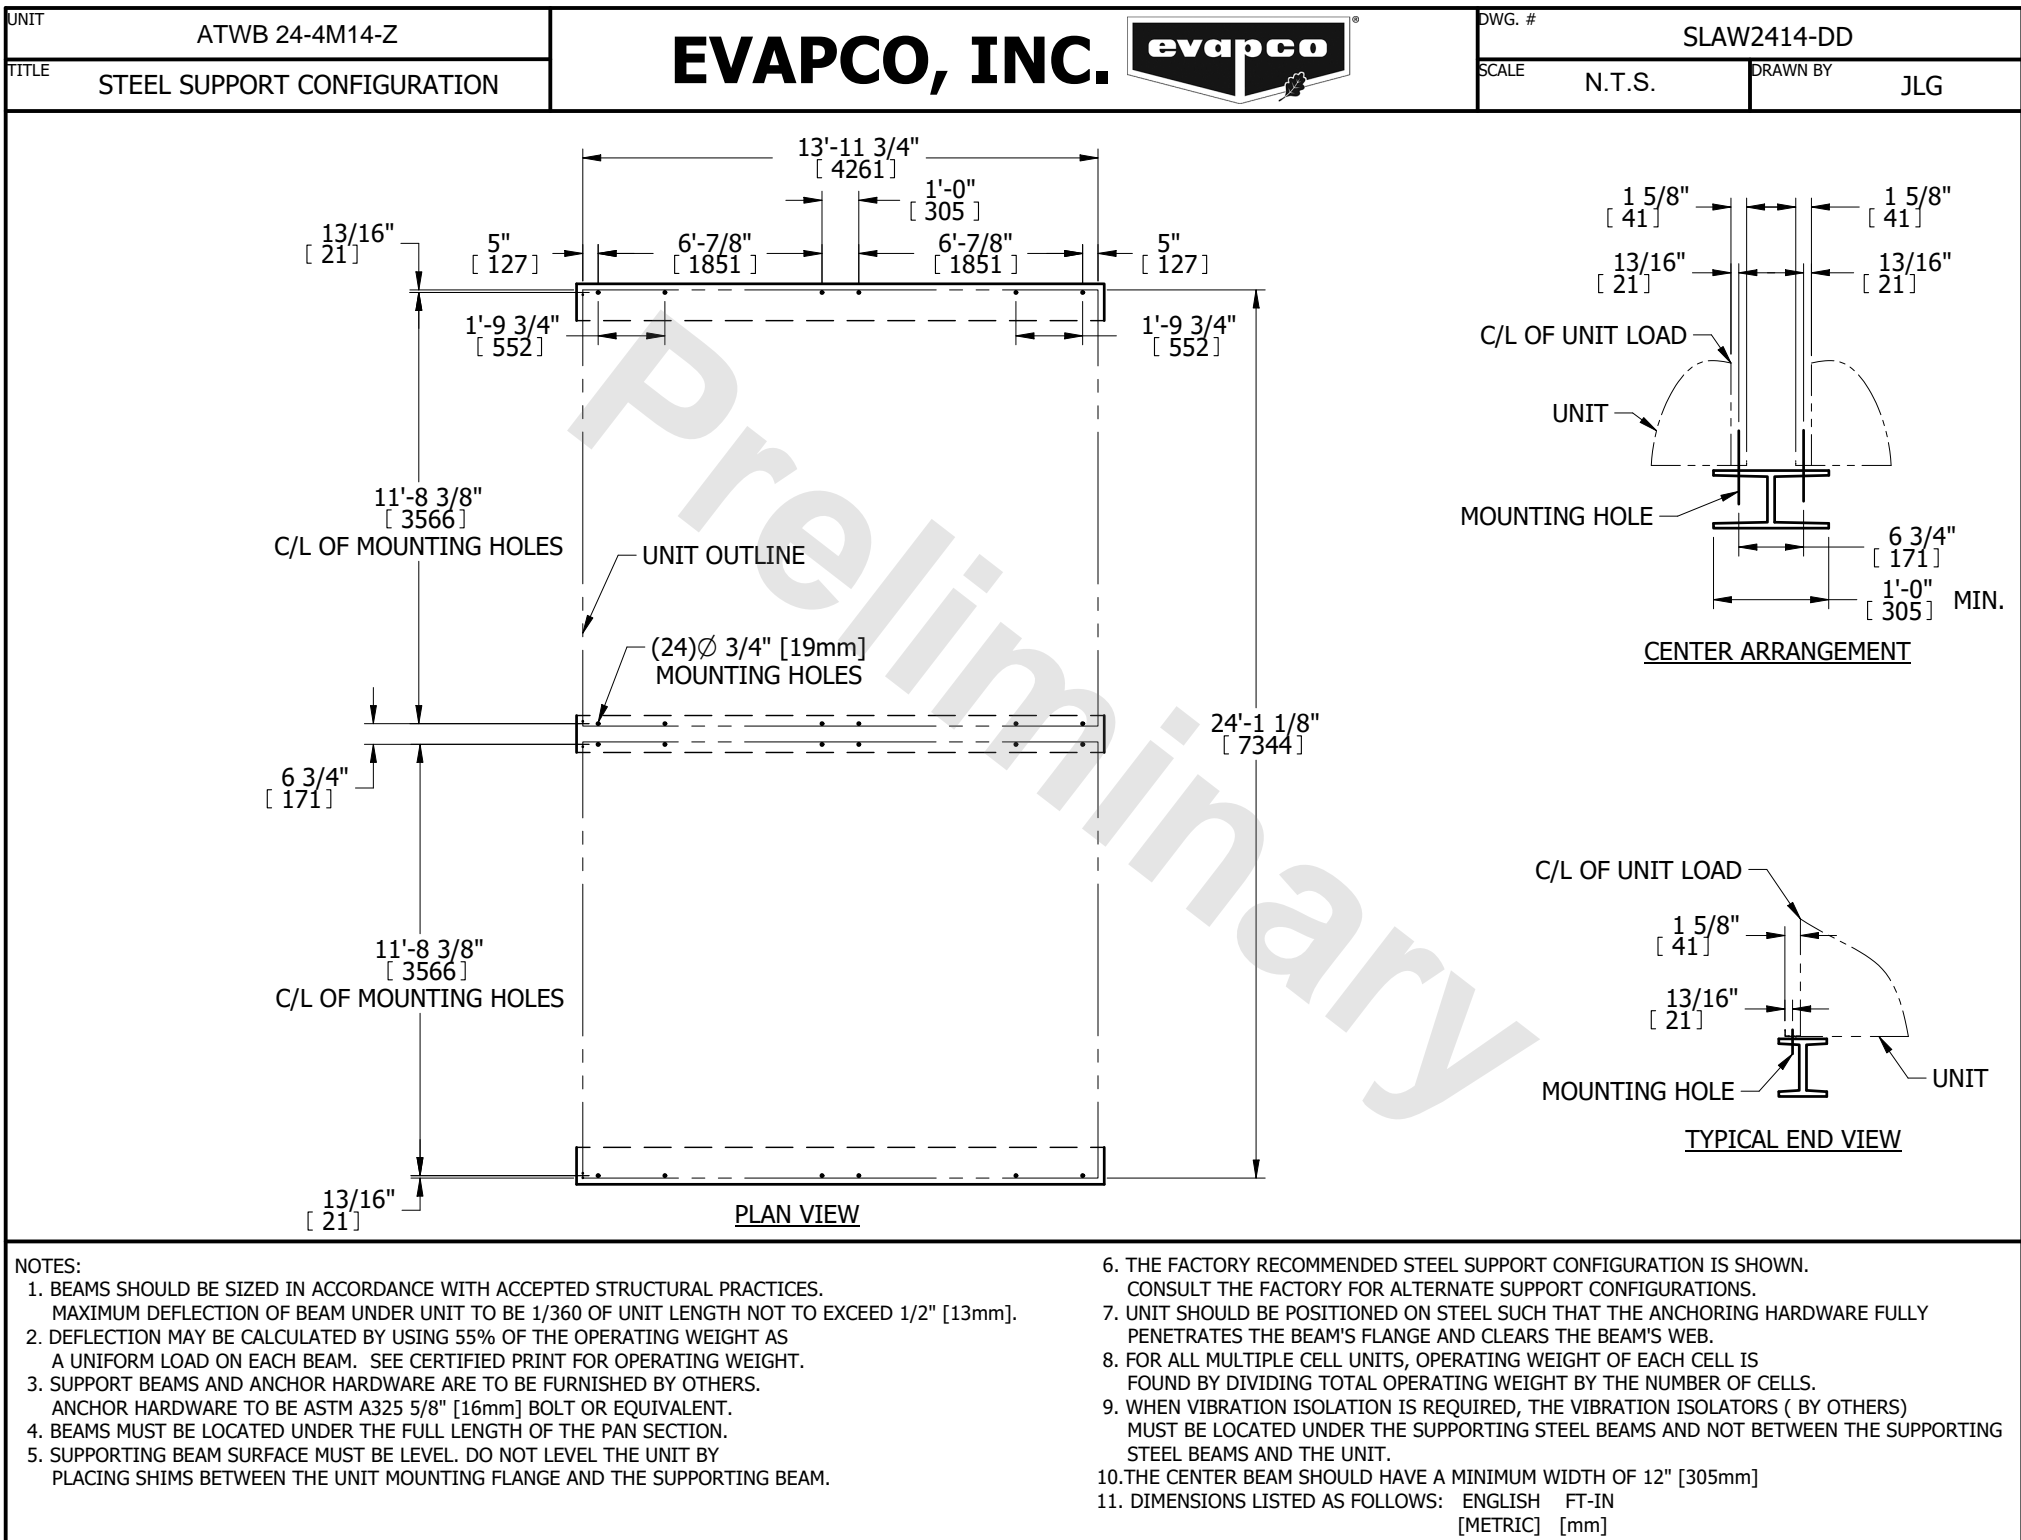 UNIT
ATWB 24-4M14-Z
TITLE
STEEL SUPPORT CONFIGURATION
EVAPCO, INC.
evapco
®
DWG. #
SLAW2414-DD
SCALE
N.T.S.
DRAWN BY
JLG
13'-11 3/4"
[ 4261 ]
1'-0"
[ 305 ]
13/16"
[ 21 ]
5"
[ 127 ]
6'-7/8"
[ 1851 ]
6'-7/8"
[ 1851 ]
5"
[ 127 ]
1'-9 3/4"
[ 552 ]
1'-9 3/4"
[ 552 ]
11'-8 3/8"
[ 3566 ]
C/L OF MOUNTING HOLES
UNIT OUTLINE
(24)Ø 3/4" [19mm]
MOUNTING HOLES
24'-1 1/8"
[ 7344 ]
6 3/4"
[ 171 ]
11'-8 3/8"
[ 3566 ]
C/L OF MOUNTING HOLES
13/16"
[ 21 ]
PLAN VIEW
Preliminary
1 5/8"
[ 41 ]
1 5/8"
[ 41 ]
13/16"
[ 21 ]
13/16"
[ 21 ]
C/L OF UNIT LOAD
UNIT
MOUNTING HOLE
6 3/4"
[ 171 ]
1'-0"
[ 305 ] MIN.
CENTER ARRANGEMENT
C/L OF UNIT LOAD
1 5/8"
[ 41 ]
13/16"
[ 21 ]
MOUNTING HOLE
UNIT
TYPICAL END VIEW
NOTES:
1. BEAMS SHOULD BE SIZED IN ACCORDANCE WITH ACCEPTED STRUCTURAL PRACTICES.
MAXIMUM DEFLECTION OF BEAM UNDER UNIT TO BE 1/360 OF UNIT LENGTH NOT TO EXCEED 1/2" [13mm].
2. DEFLECTION MAY BE CALCULATED BY USING 55% OF THE OPERATING WEIGHT AS
A UNIFORM LOAD ON EACH BEAM. SEE CERTIFIED PRINT FOR OPERATING WEIGHT.
3. SUPPORT BEAMS AND ANCHOR HARDWARE ARE TO BE FURNISHED BY OTHERS.
ANCHOR HARDWARE TO BE ASTM A325 5/8" [16mm] BOLT OR EQUIVALENT.
4. BEAMS MUST BE LOCATED UNDER THE FULL LENGTH OF THE PAN SECTION.
5. SUPPORTING BEAM SURFACE MUST BE LEVEL. DO NOT LEVEL THE UNIT BY
PLACING SHIMS BETWEEN THE UNIT MOUNTING FLANGE AND THE SUPPORTING BEAM.
6. THE FACTORY RECOMMENDED STEEL SUPPORT CONFIGURATION IS SHOWN.
CONSULT THE FACTORY FOR ALTERNATE SUPPORT CONFIGURATIONS.
7. UNIT SHOULD BE POSITIONED ON STEEL SUCH THAT THE ANCHORING HARDWARE FULLY
PENETRATES THE BEAM'S FLANGE AND CLEARS THE BEAM'S WEB.
8. FOR ALL MULTIPLE CELL UNITS, OPERATING WEIGHT OF EACH CELL IS
FOUND BY DIVIDING TOTAL OPERATING WEIGHT BY THE NUMBER OF CELLS.
9. WHEN VIBRATION ISOLATION IS REQUIRED, THE VIBRATION ISOLATORS ( BY OTHERS)
MUST BE LOCATED UNDER THE SUPPORTING STEEL BEAMS AND NOT BETWEEN THE SUPPORTING
STEEL BEAMS AND THE UNIT.
10.THE CENTER BEAM SHOULD HAVE A MINIMUM WIDTH OF 12" [305mm]
11. DIMENSIONS LISTED AS FOLLOWS: ENGLISH FT-IN
[METRIC] [mm]